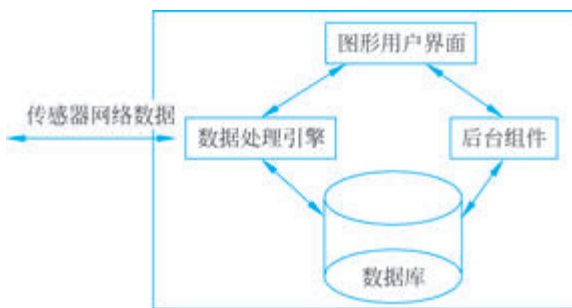 图形用户界面
传感器网络数据
数据处理引擎
后台组件
数据库